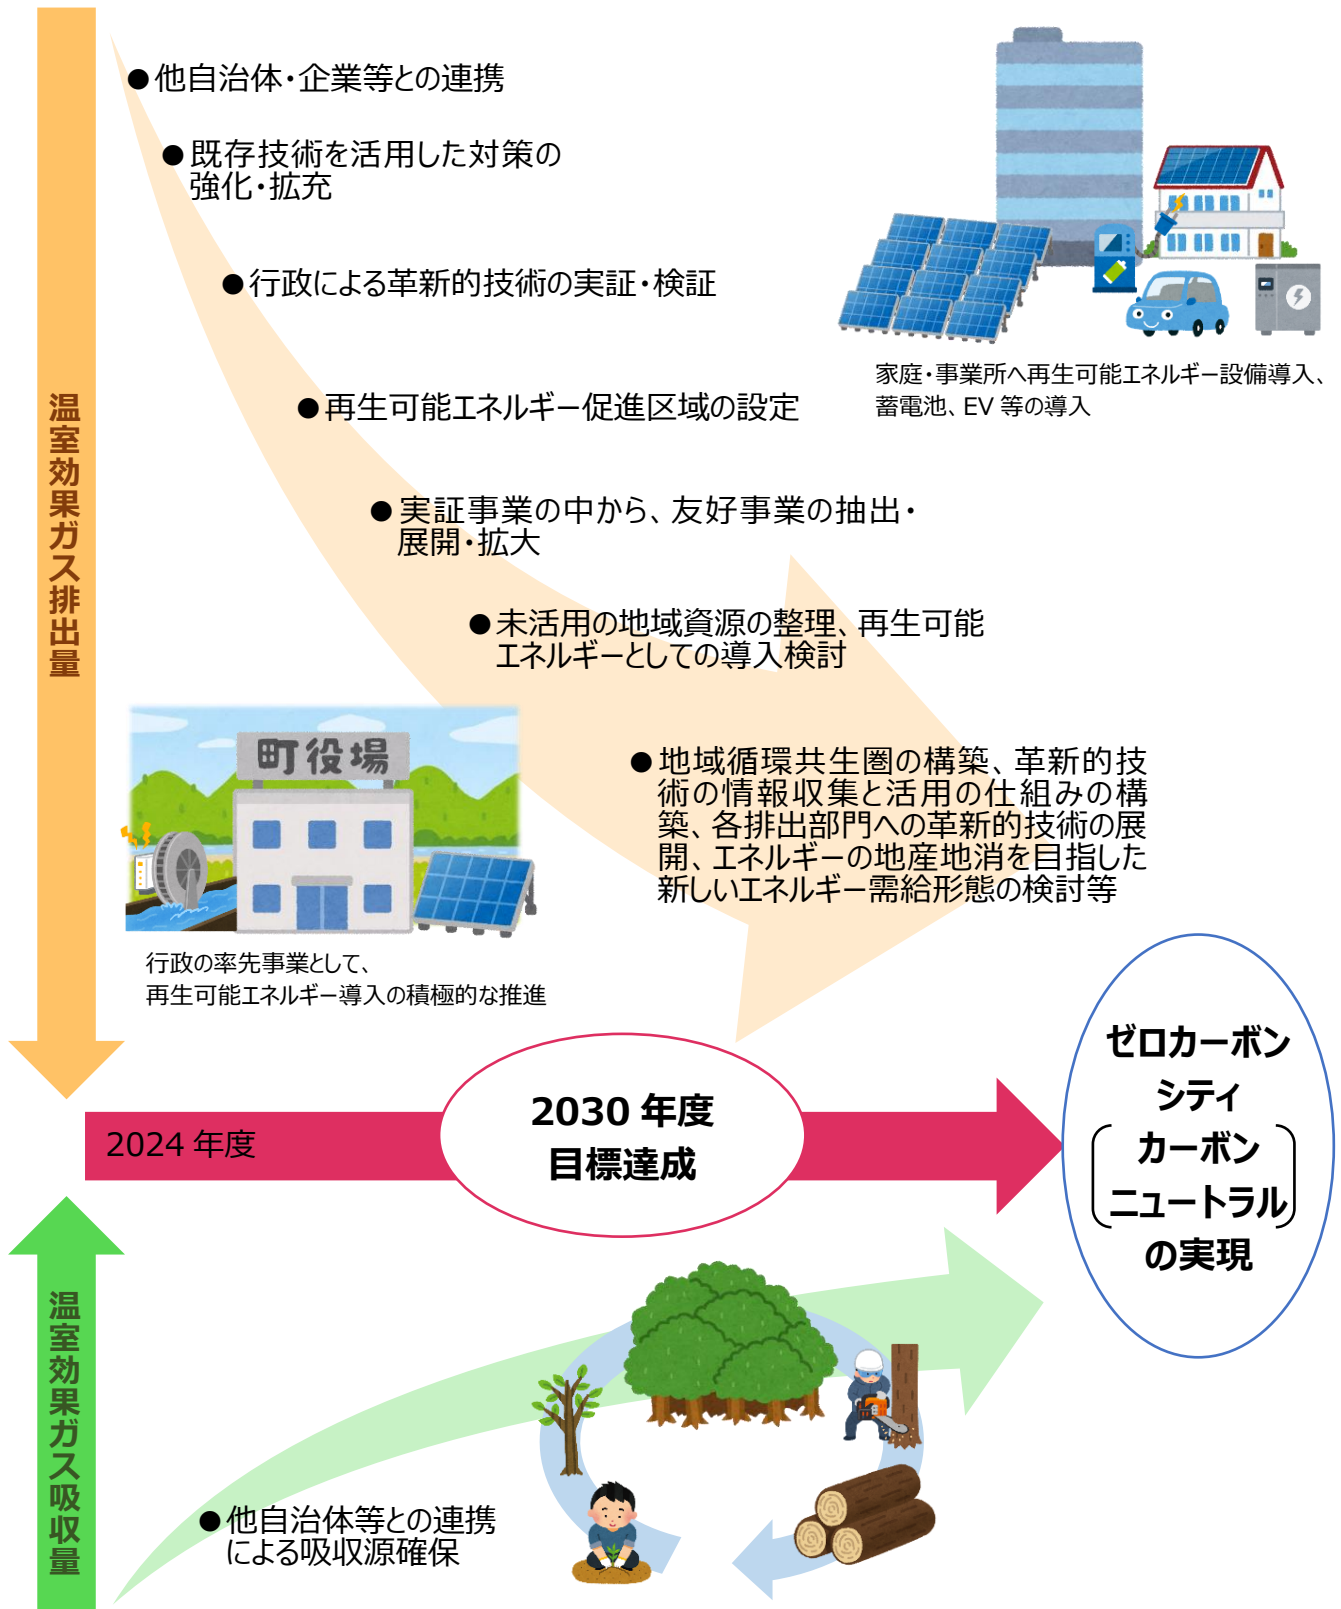 ●他自治体・企業等との連携
●既存技術を活用した対策の
強化・拡充
●行政による革新的技術の実証・検証
家庭・事業所へ再生可能エネルギー設備導入、
蓄電池、EV 等の導入
●再生可能エネルギー促進区域の設定
●実証事業の中から、友好事業の抽出・
展開・拡大
●未活用の地域資源の整理、再生可能
エネルギーとしての導入検討
温室効果ガス排出量
町役場
●地域循環共生圏の構築、革新的技
術の情報収集と活用の仕組みの構
築、各排出部門への革新的技術の展
開、エネルギーの地産地消を目指した
新しいエネルギー需給形態の検討等
行政の率先事業として、
再生可能エネルギー導入の積極的な推進
2024 年度
2030 年度
目標達成
ゼロカーボン
シティ
カーボン
ニュートラル
の実現
温室効果ガス吸収量
●他自治体等との連携
による吸収源確保